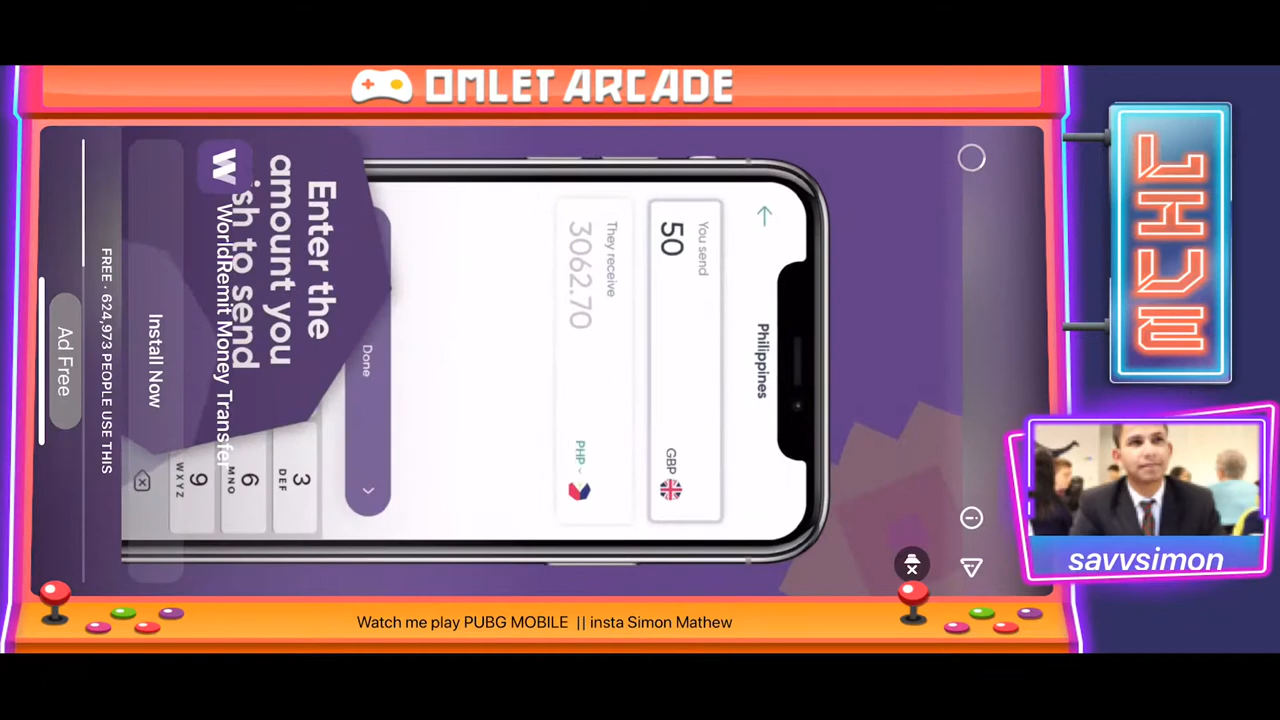 OMLET ARCADE
Philippines
You send
50
GBP
They receive
3062.70
PHP
Done
3
DEF
6
MNO
9
WXYZ
Enter the
amount you
sh to send
W
WorldRemit Money Transfer
Install Now
FREE · 624,973 PEOPLE USE THIS
Ad Free
savvsimon
Watch me play PUBG MOBILE || insta Simon Mathew